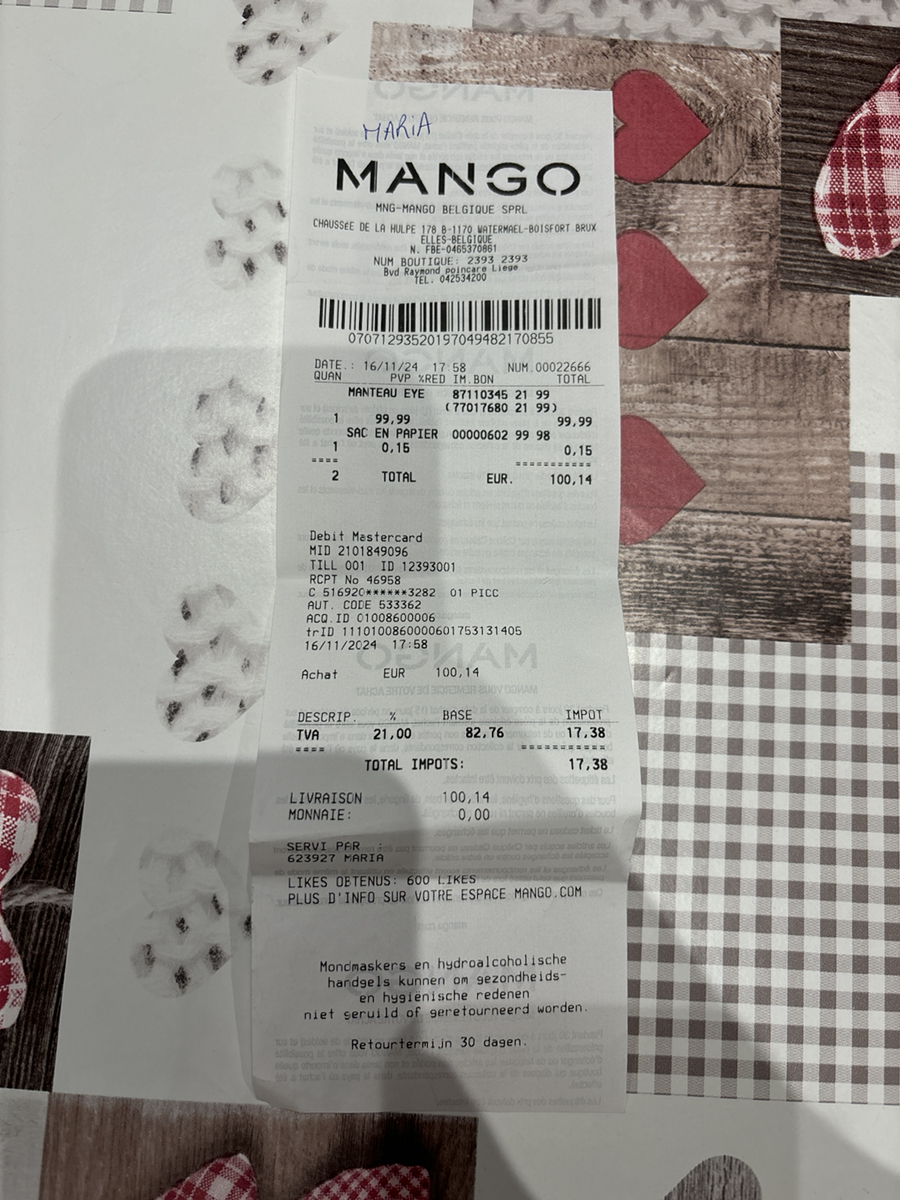 MARIA
MANGO
MNG-MANGO BELGIQUE SPRL
CHAUSSÉE DE LA HULPE 178 B-1170 WATERMAEL-BOISFORT BRUX
ELLES-BELGIQUE
N. FBE-0465370861
NUM BOUTIQUE: 2393 2393
Bvd Raymond poincare Liege
TEL. 042534200
07071293520197049482170855
DATE.: 16/11/24 17:58 NUM.00022666
QUAN PVP %RED IM.BON TOTAL
MANTEAU EYE 87110345 21 99
(77017680 21 99)
1 99,99 99,99
SAC EN PAPIER 00000602 99 98
1 0,15 0,15
==== ============
2 TOTAL EUR. 100,14
Debit Mastercard
MID 2101849096
TILL 001 ID 12393001
RCPT No 46958
C 516920******3282 01 PICC
AUT. CODE 533362
ACQ.ID 01008600006
trID 1110100860000601753131405
16/11/2024 17:58
Achat EUR 100,14
DESCRIP. % BASE IMPOT
TVA 21,00 82,76 17,38
==== ============
TOTAL IMPOTS: 17,38
LIVRAISON 100,14
MONNAIE: 0,00
SERVI PAR :
623927 MARIA
LIKES OBTENUS: 600 LIKES
PLUS D'INFO SUR VOTRE ESPACE MANGO.COM
Mondmaskers en hydroalcoholische
handgels kunnen om gezondheids-
en hygiënische redenen
niet geruild of geretourneerd worden.
Retourtermijn 30 dagen.